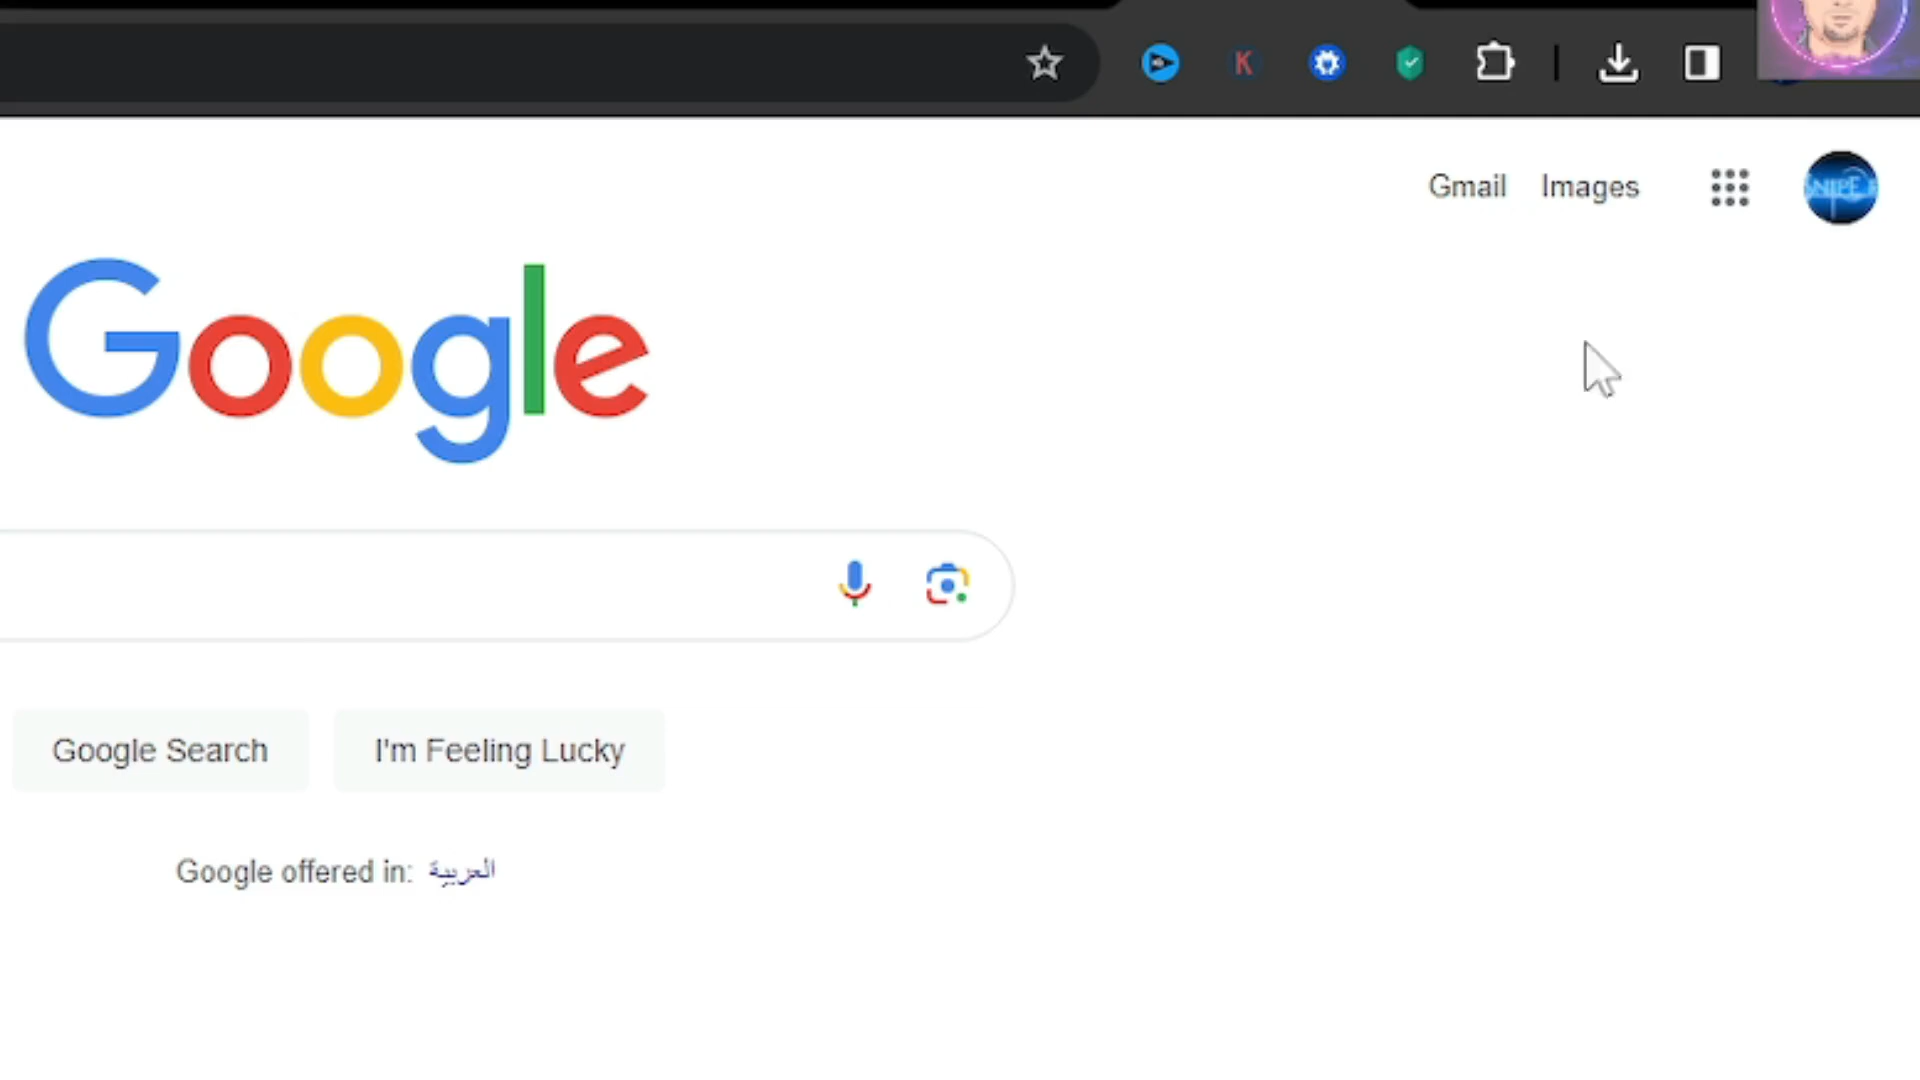 K
Gmail Images
Google
Google Search I'm Feeling Lucky
Google offered in: العربية